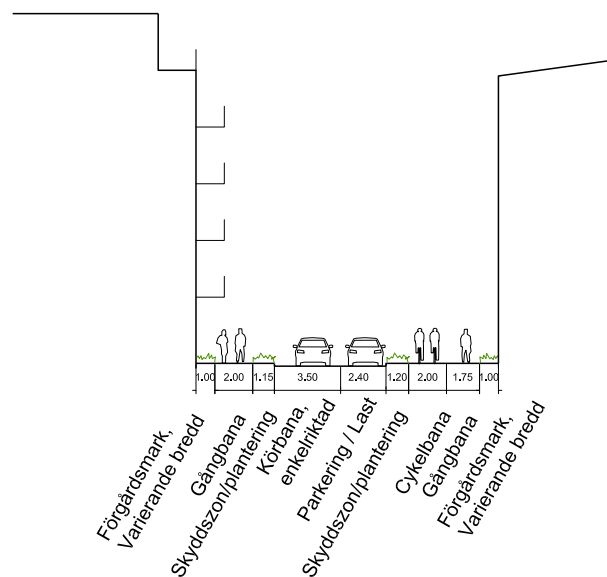 1.00 2.00 1.15 3.50 2.40 1.20 2.00 1.75 1.00
Förgårdsmark,
Varierande bredd
Gångbana
Skyddszon/plantering
Körbana,
enkelriktad
Parkering / Last
Skyddszon/plantering
Cykelbana
Gångbana
Förgårdsmark,
Varierande bredd